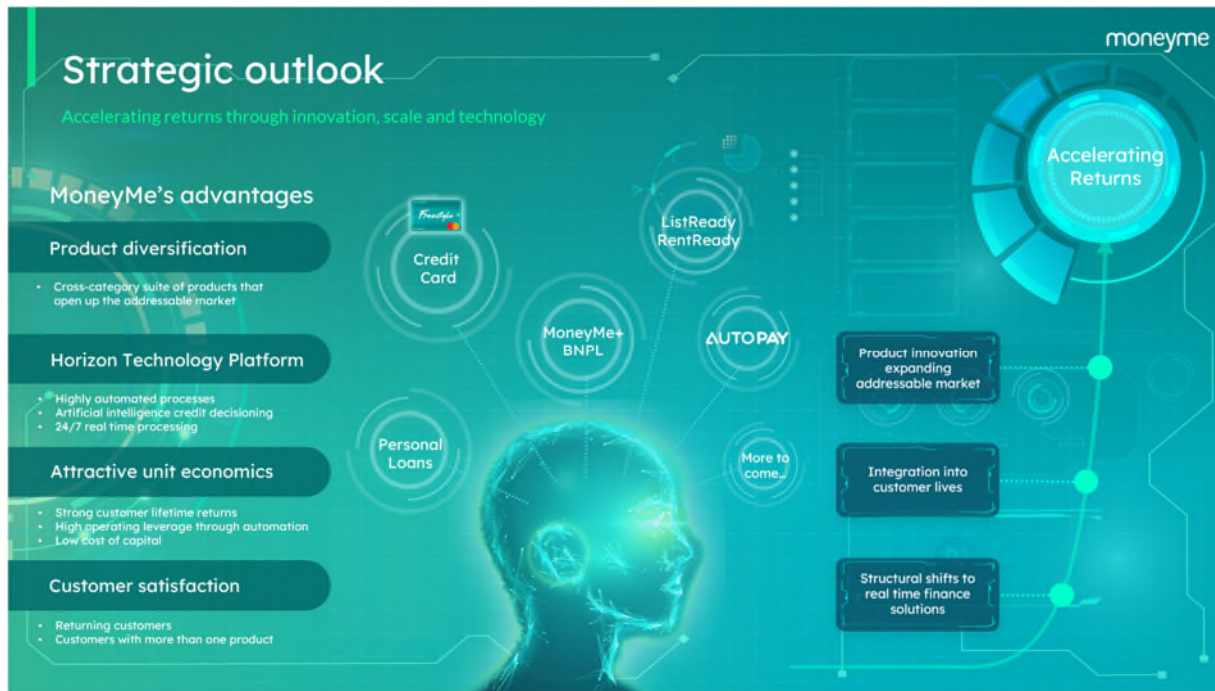 moneyme
Strategic outlook
Accelerating returns through innovation, scale and technology
MoneyMe's advantages
Product diversification
• Cross-category suite of products that
open up the addressable market
Horizon Technology Platform
• Highly automated processes
• Artificial intelligence credit decisioning
• 24/7 real time processing
Attractive unit economics
• Strong customer lifetime returns
• High operating leverage through automation
• Low cost of capital
Customer satisfaction
• Returning customers
• Customers with more than one product
Freestyle
Credit
Card
ListReady
RentReady
MoneyMe+
BNPL
AUTOPAY
Personal
Loans
More to
come...
Accelerating
Returns
Product innovation
expanding
addressable market
Integration into
customer lives
Structural shifts to
real time finance
solutions